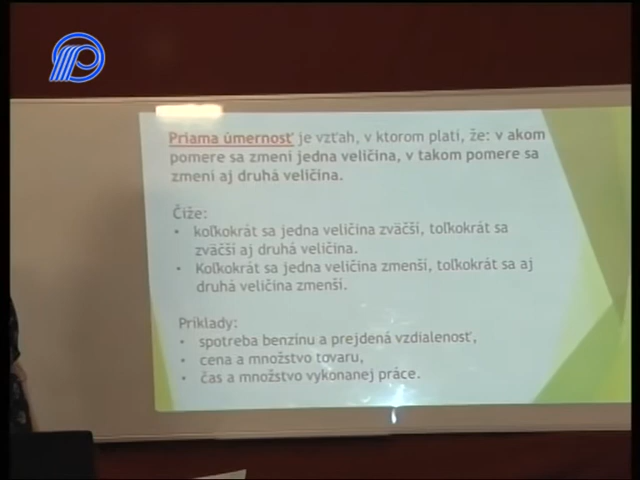 Priama úmernosť je vzťah, v ktorom platí, že: v akom
pomere sa zmení jedna veličina, v takom pomere sa
zmení aj druhá veličina.
Čiže:
• koľkokrát sa jedna veličina zväčší, toľkokrát sa
zväčší aj druhá veličina.
• Koľkokrát sa jedna veličina zmenší, toľkokrát sa aj
druhá veličina zmenší.
Príklady:
• spotreba benzínu a prejdená vzdialenosť,
• cena a množstvo tovaru,
• čas a množstvo vykonanej práce.